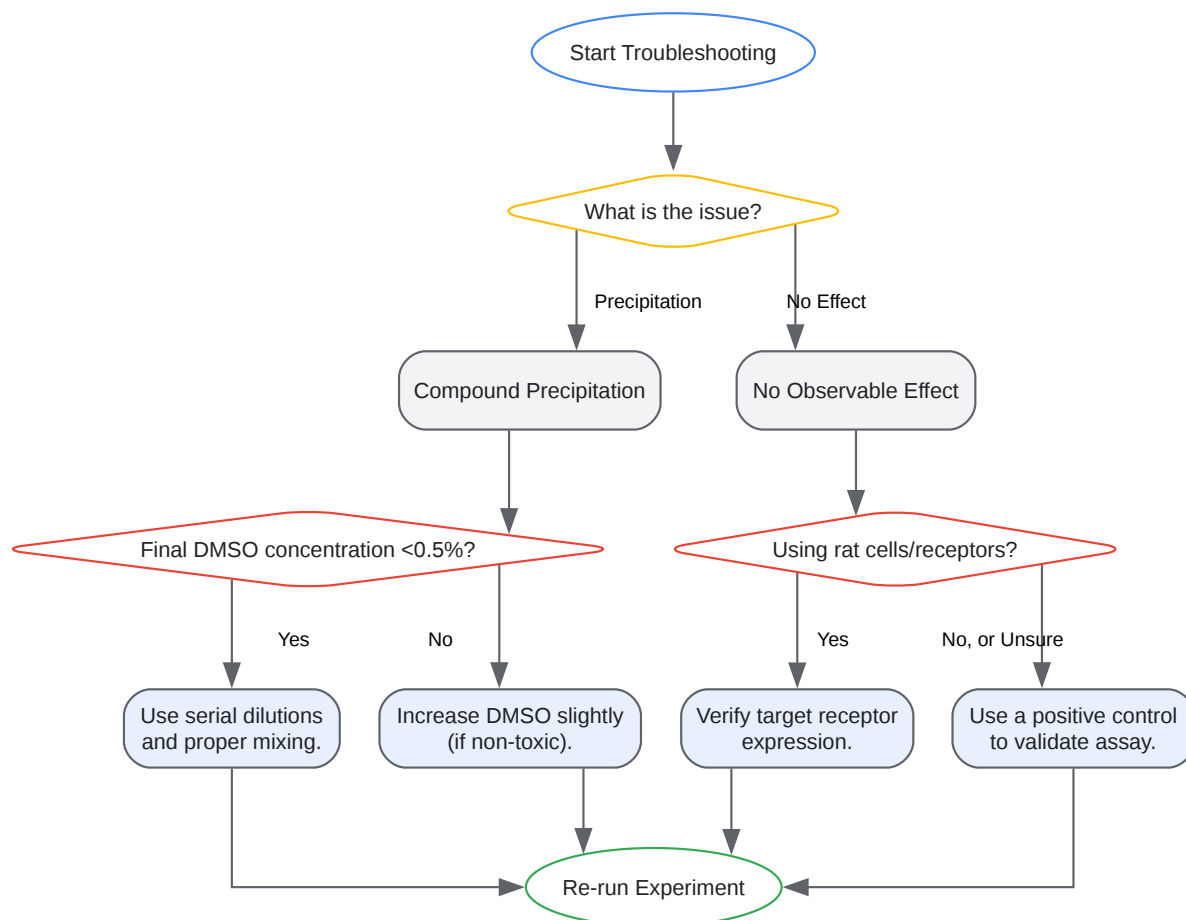 Start Troubleshooting
What is the issue?
Precipitation
No Effect
Compound Precipitation
No Observable Effect
Final DMSO concentration <0.5%?
Using rat cells/receptors?
Yes
No
Yes
No, or Unsure
Use serial dilutions
and proper mixing.
Increase DMSO slightly
(if non-toxic).
Verify target receptor
expression.
Use a positive control
to validate assay.
Re-run Experiment